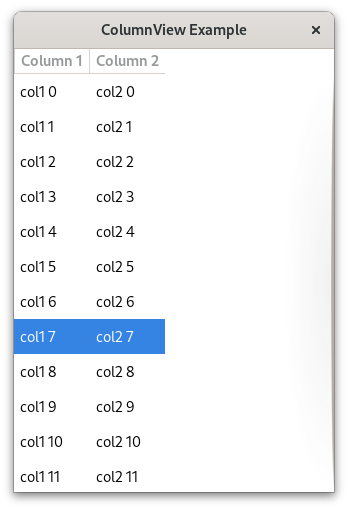 ColumnView Example ×
Column 1 Column 2
col1 0 col2 0
col1 1 col2 1
col1 2 col2 2
col1 3 col2 3
col1 4 col2 4
col1 5 col2 5
col1 6 col2 6
col1 7 col2 7
col1 8 col2 8
col1 9 col2 9
col1 10 col2 10
col1 11 col2 11